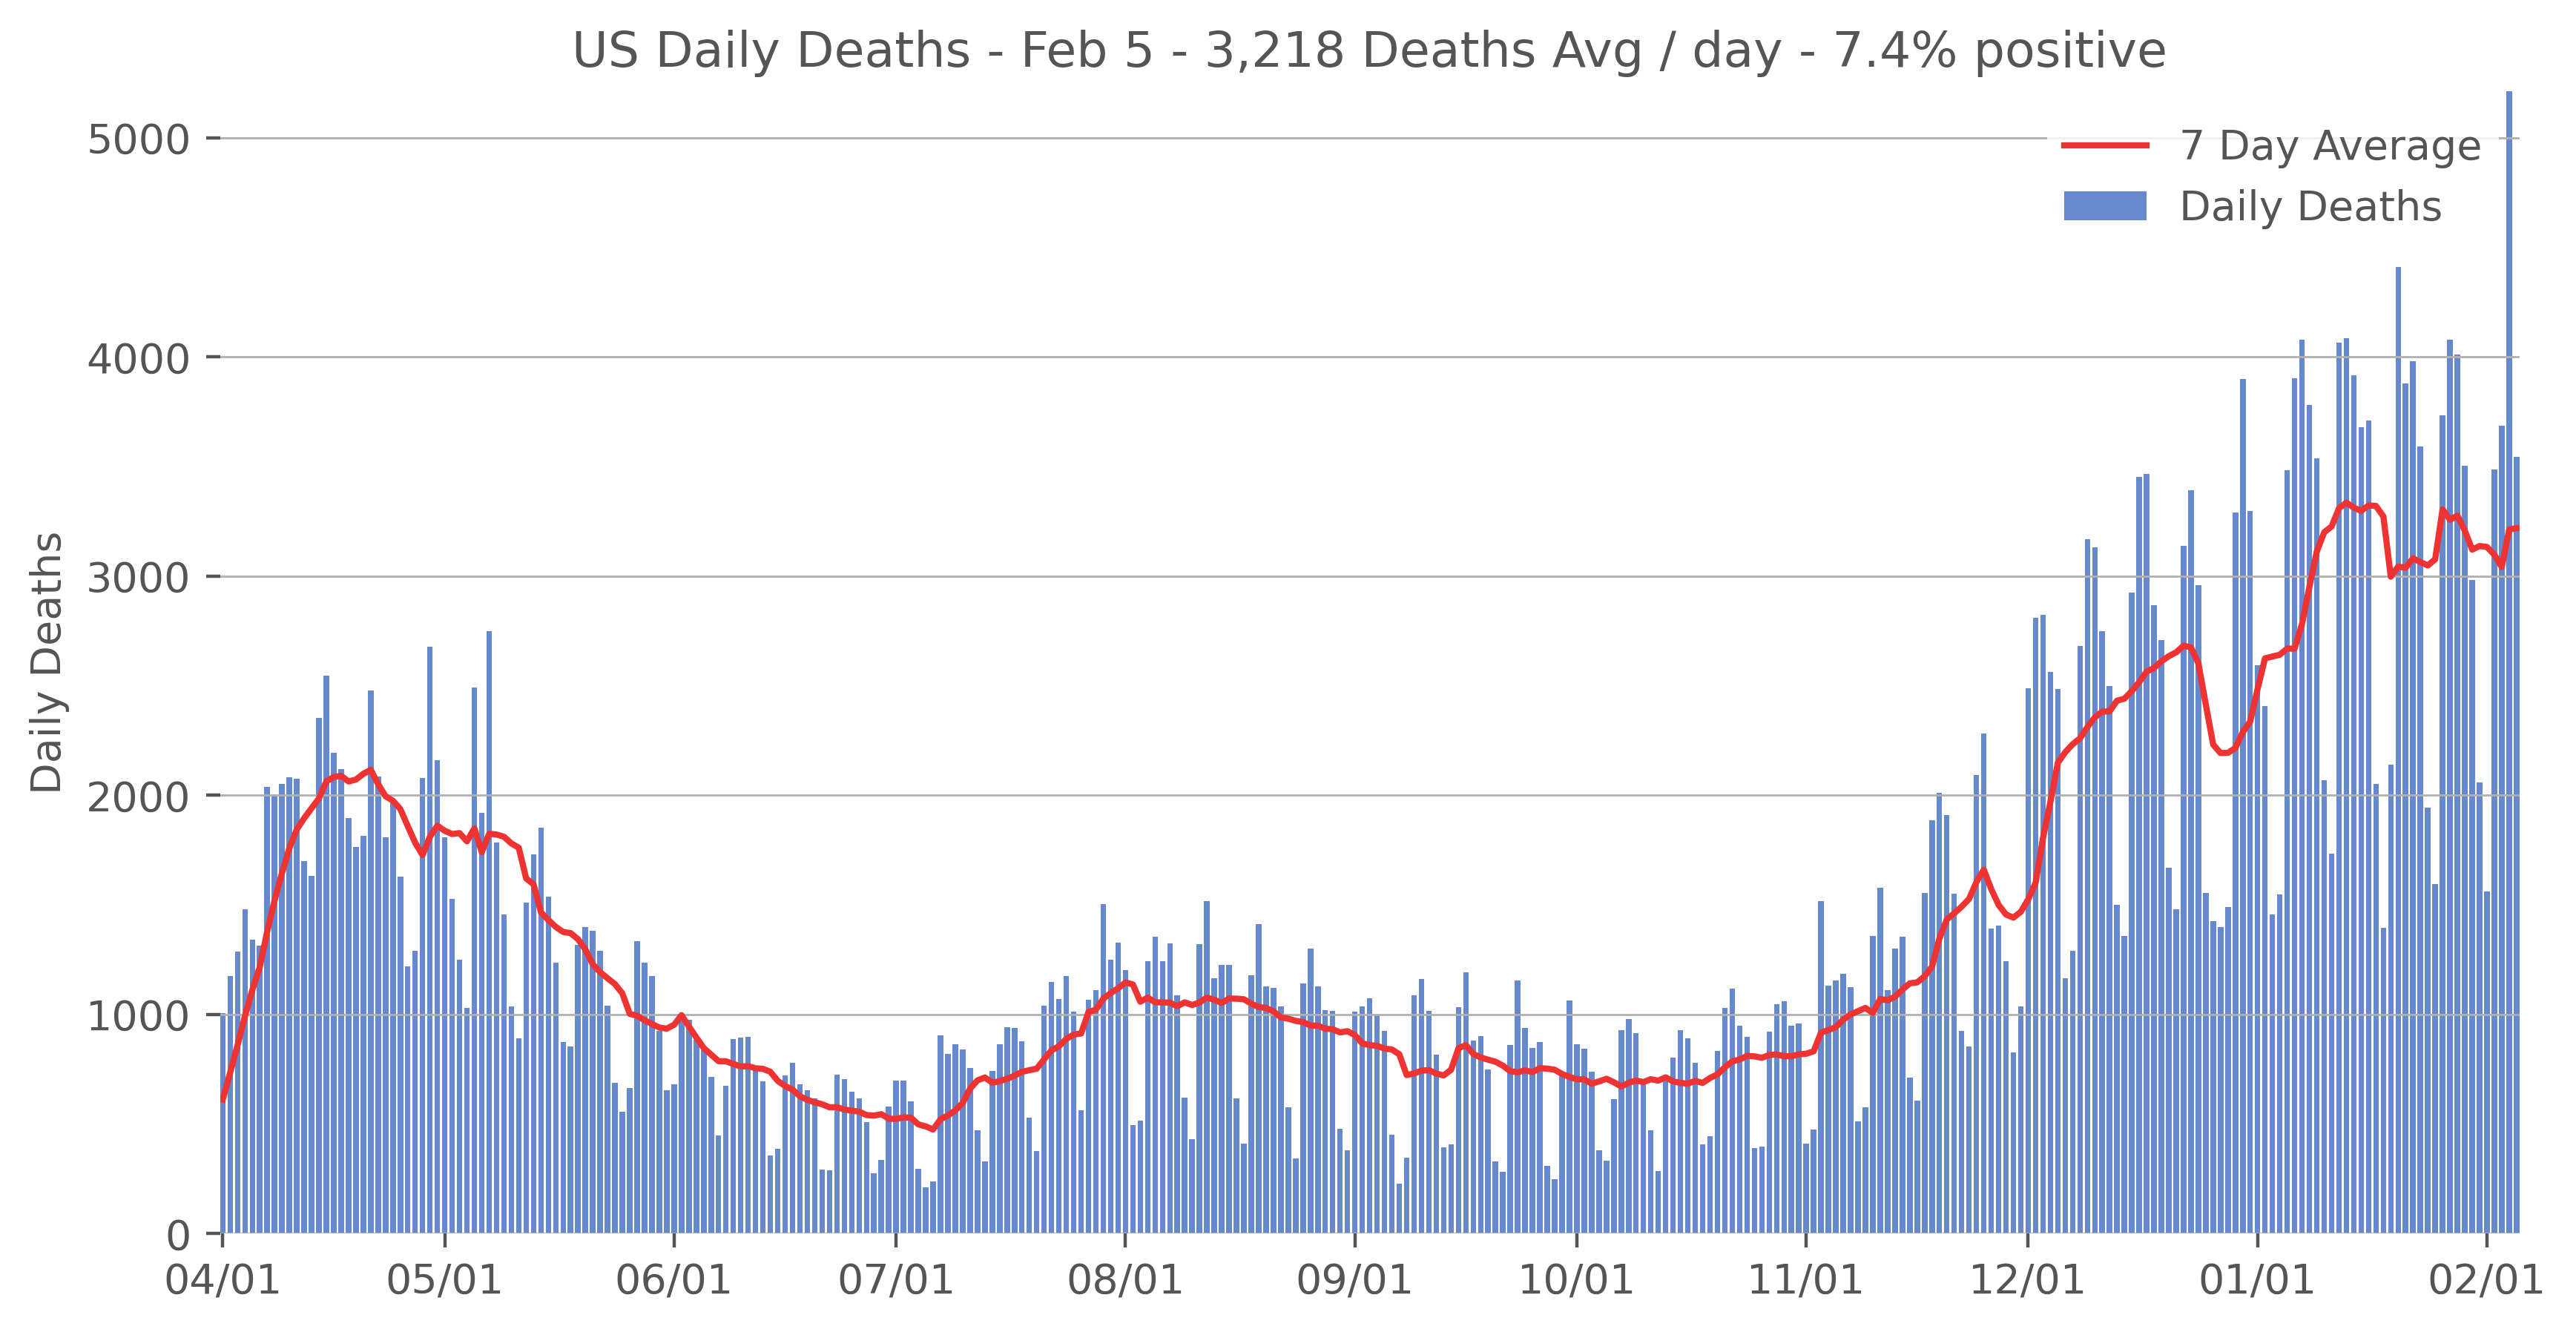 US Daily Deaths - Feb 5 - 3,218 Deaths Avg / day - 7.4% positive
7 Day Average
Daily Deaths
Daily Deaths
5000
4000
3000
2000
1000
0
04/01 05/01 06/01 07/01 08/01 09/01 10/01 11/01 12/01 01/01 02/01